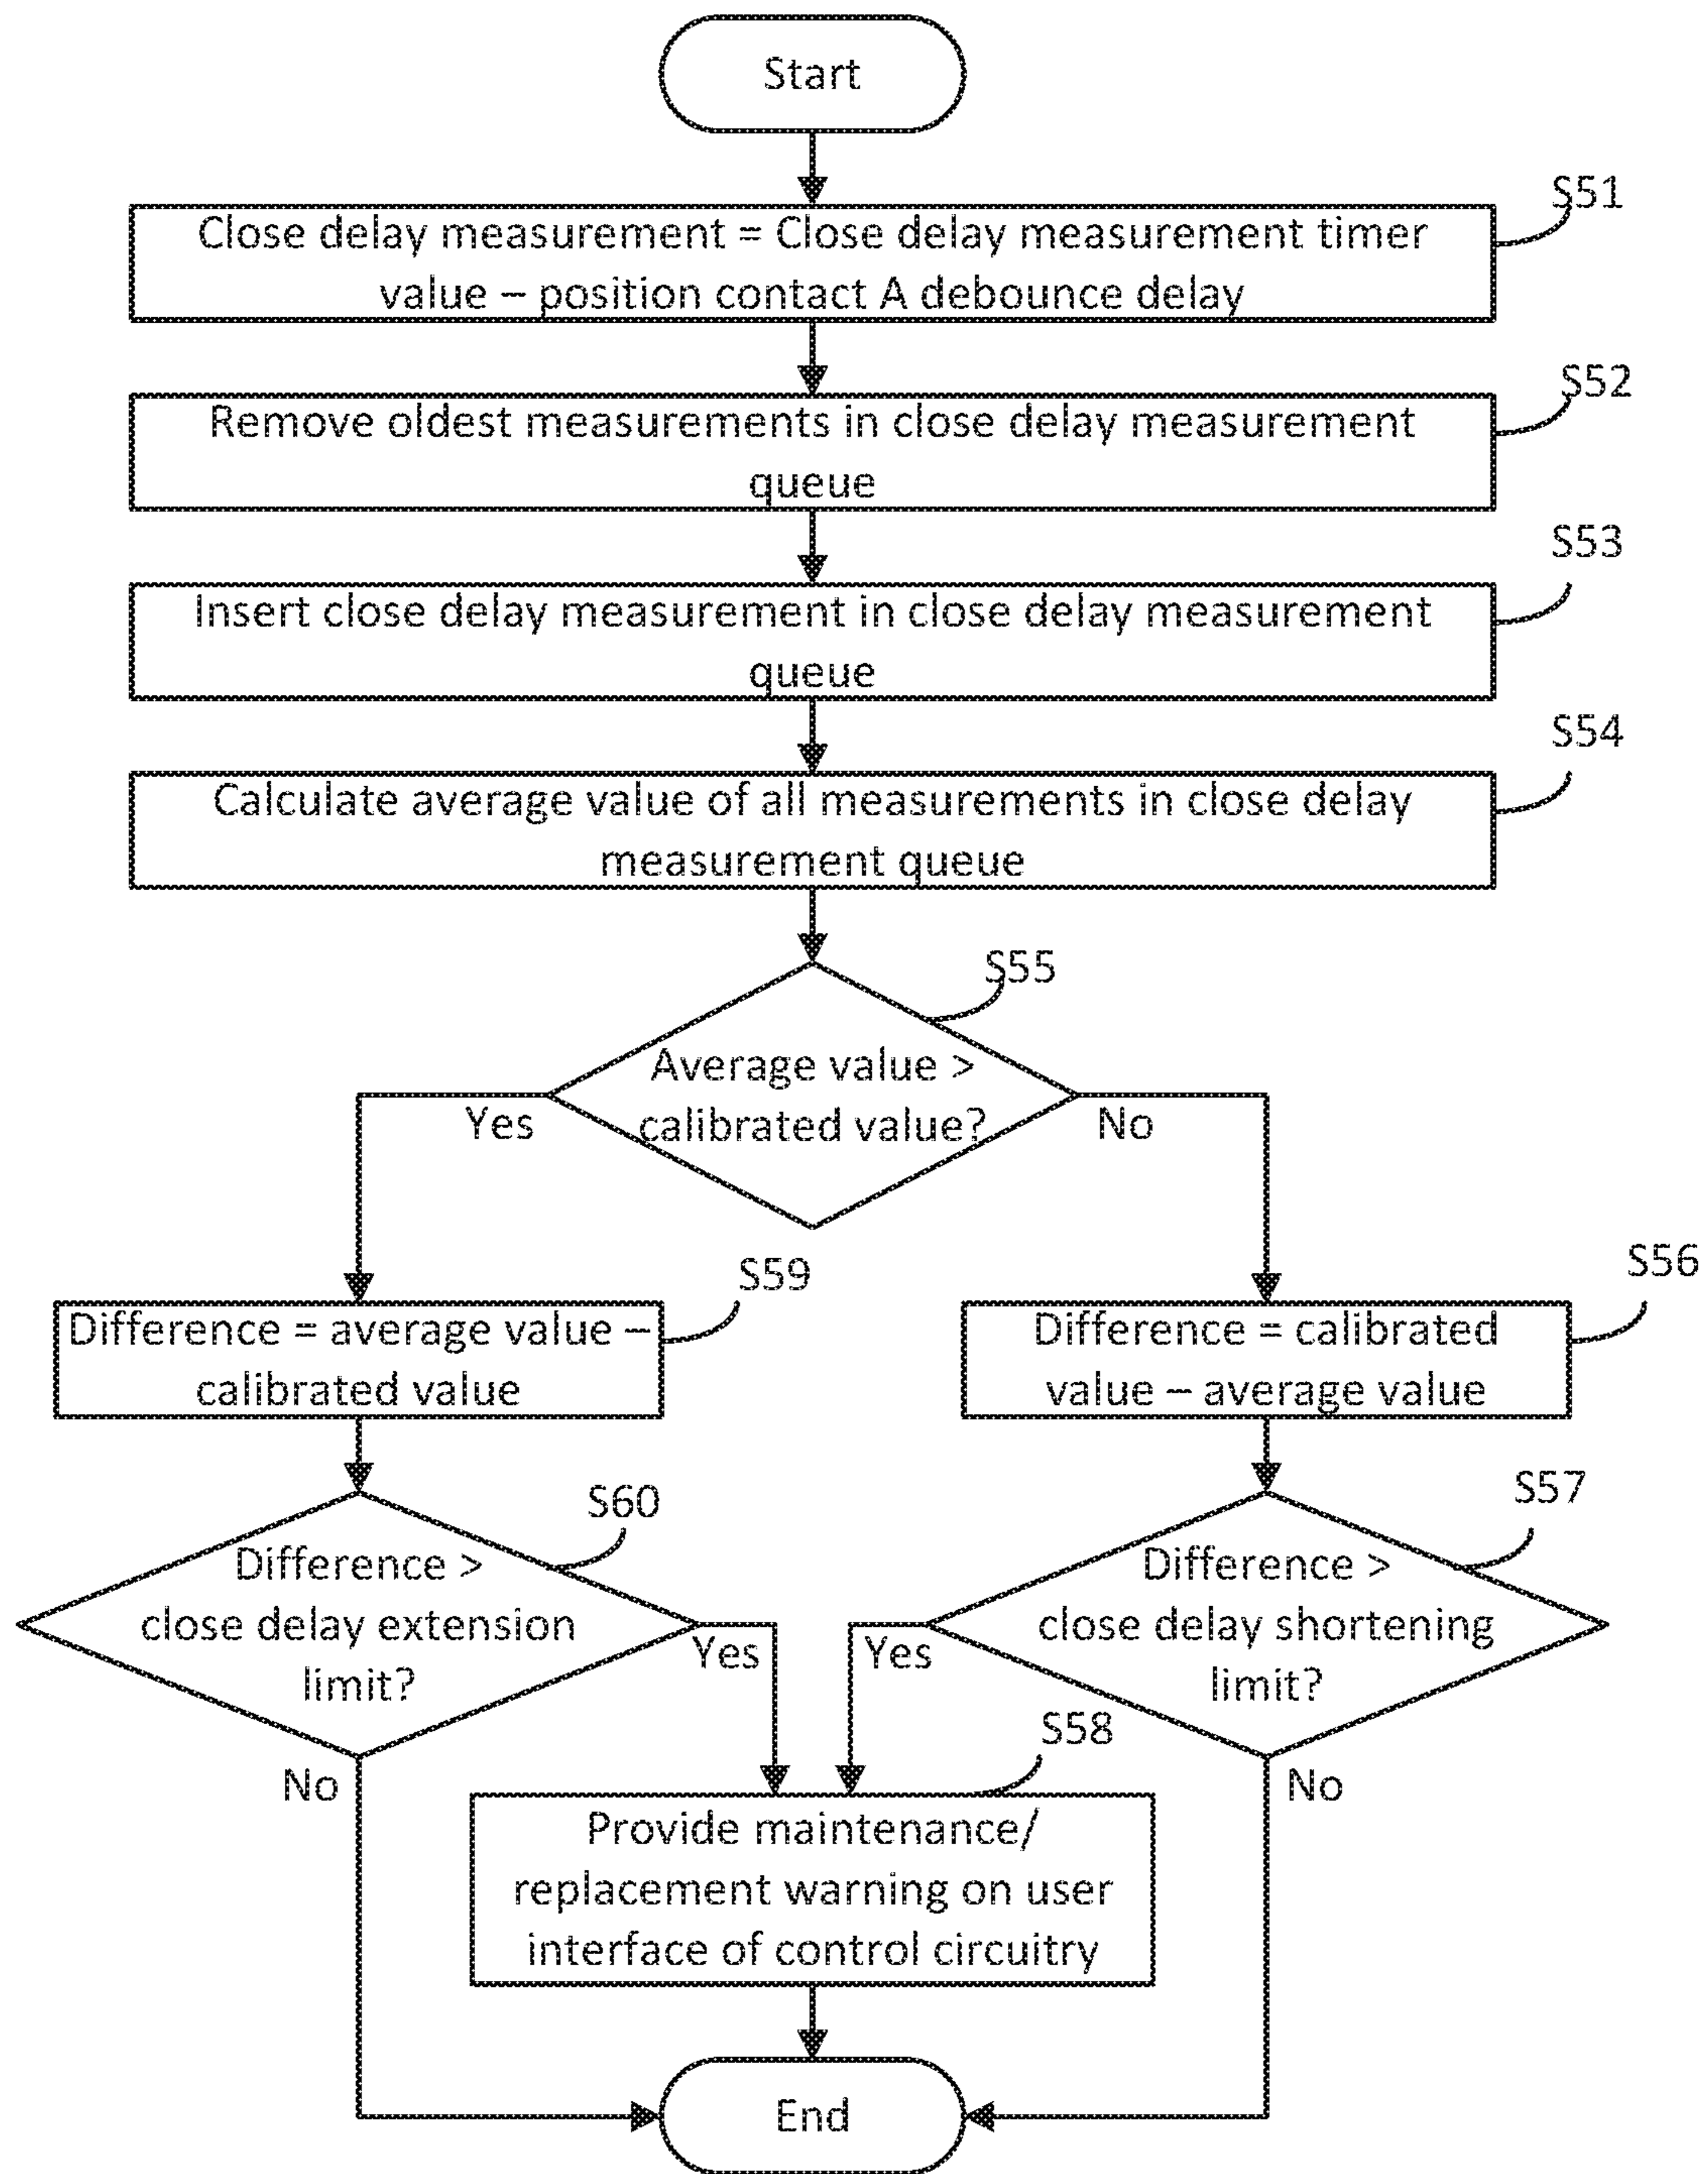 Start
S51
Close delay measurement = Close delay measurement timer
value – position contact A debounce delay
S52
Remove oldest measurements in close delay measurement
queue
S53
Insert close delay measurement in close delay measurement
queue
S54
Calculate average value of all measurements in close delay
measurement queue
S55
Average value >
calibrated value?
Yes
No
S59
Difference = average value –
calibrated value
S56
Difference = calibrated
value – average value
S60
Difference >
close delay extension
limit?
Yes
No
S57
Difference >
close delay shortening
limit?
Yes
No
S58
Provide maintenance/
replacement warning on user
interface of control circuitry
End